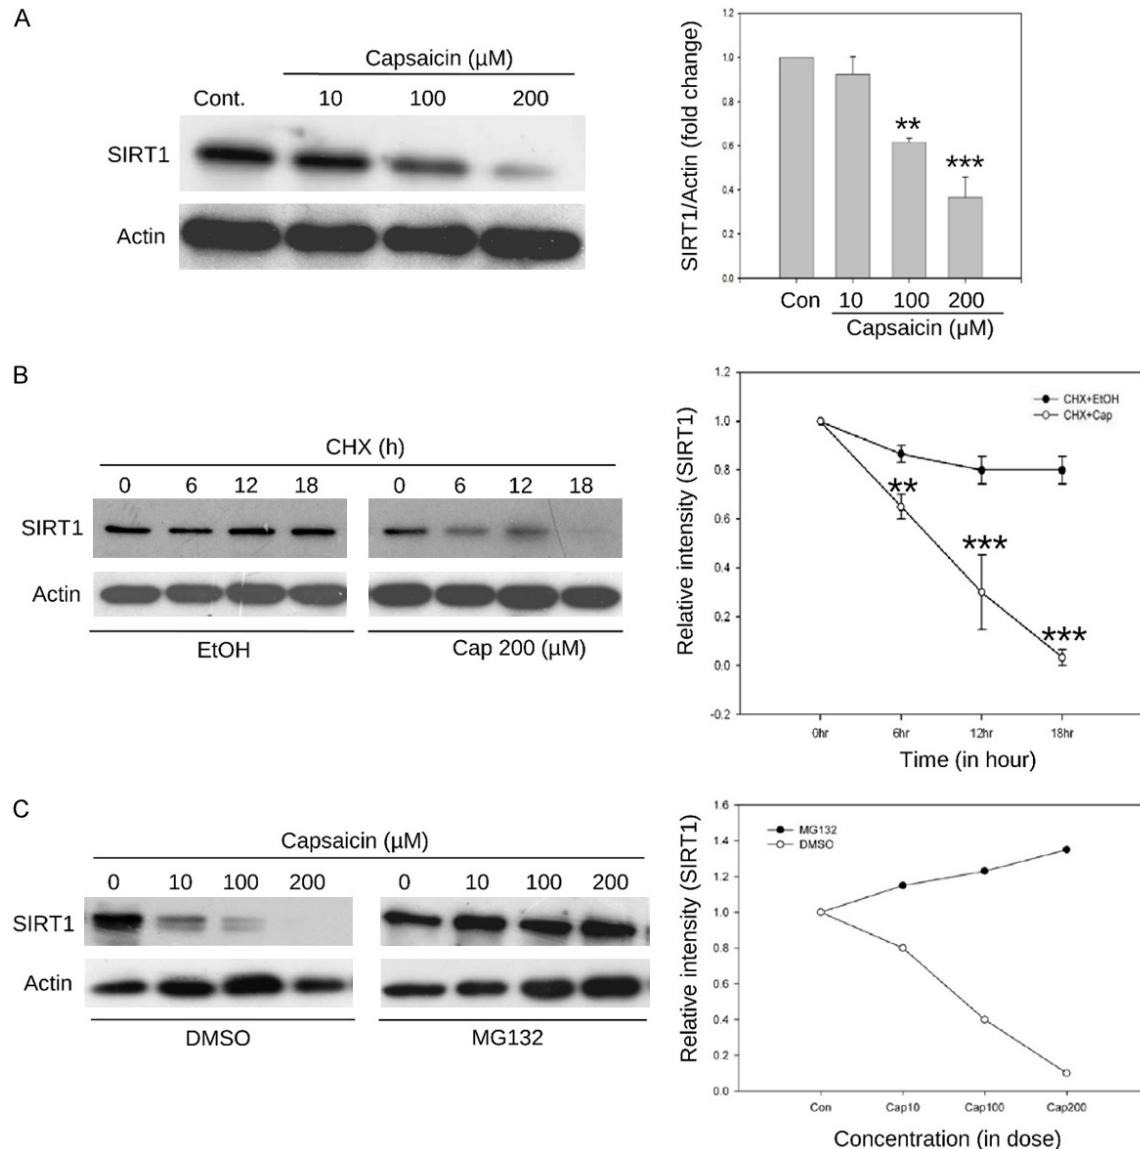 A
Capsaicin (µM)
Cont. 10 100 200
SIRT1
Actin
SIRT1/Actin (fold change)
1.2
1.0
0.8
0.6
0.4
0.2
0.0
**
***
Con 10 100 200
Capsaicin (µM)
B
CHX (h)
0 6 12 18 0 6 12 18
SIRT1
Actin
EtOH Cap 200 (µM)
Relative intensity (SIRT1)
1.2
1.0
0.8
0.6
0.4
0.2
0.0
-0.2
CHX+EtOH
CHX+Cap
**
***
***
0hr 6hr 12hr 18hr
Time (in hour)
C
Capsaicin (µM)
0 10 100 200 0 10 100 200
SIRT1
Actin
DMSO MG132
Relative intensity (SIRT1)
1.6
1.4
1.2
1.0
0.8
0.6
0.4
0.2
0.0
MG132
DMSO
Con Cap10 Cap100 Cap200
Concentration (in dose)